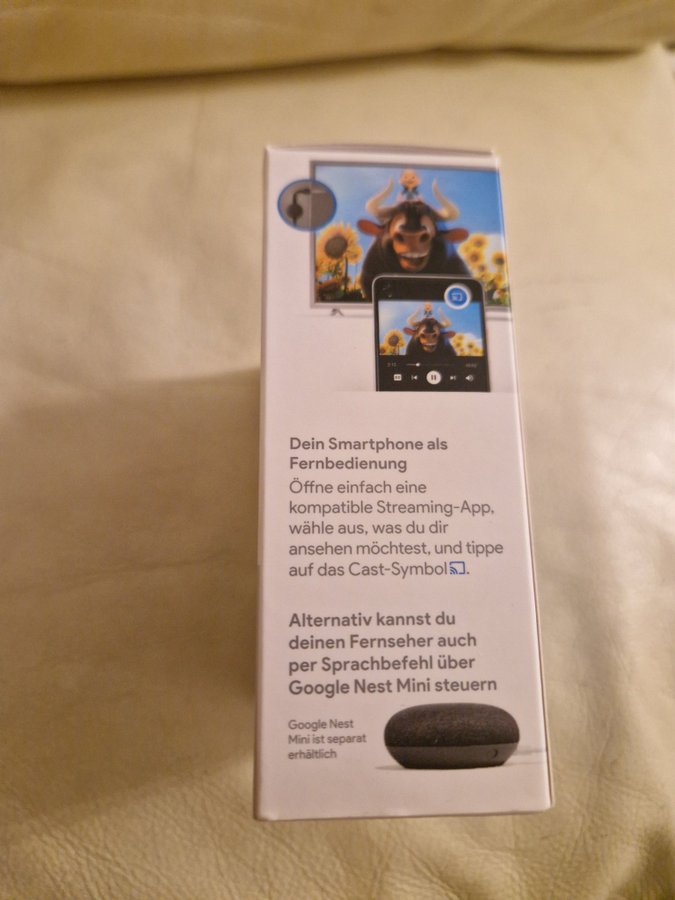 Dein Smartphone als
Fernbedienung
Öffne einfach eine
kompatible Streaming-App,
wähle aus, was du dir
ansehen möchtest, und tippe
auf das Cast-Symbol.
Alternativ kannst du
deinen Fernseher auch
per Sprachbefehl über
Google Nest Mini steuern
Google Nest
Mini ist separat
erhältlich